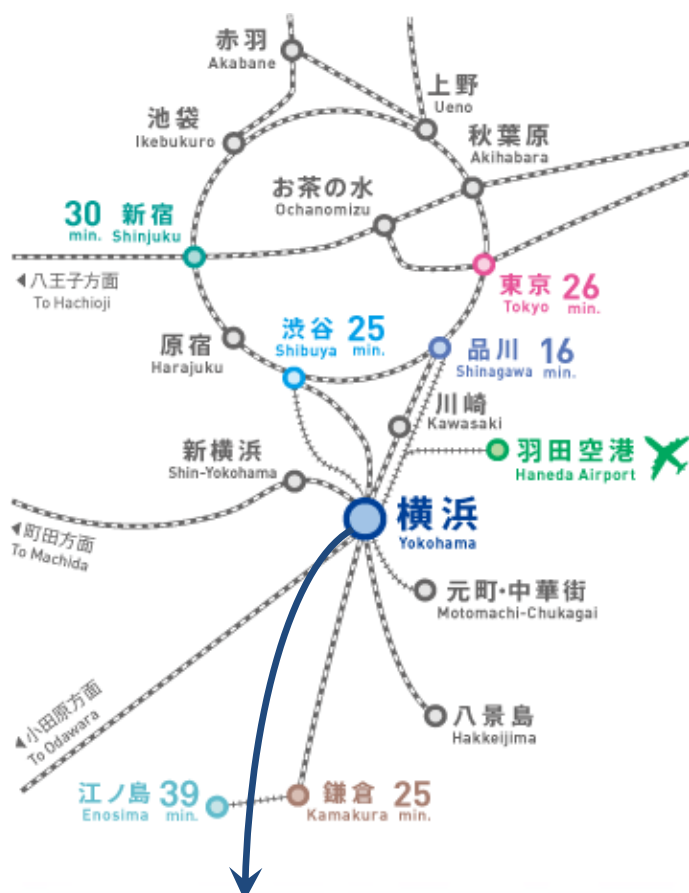 赤羽
Akabane
上野
Ueno
池袋
Ikebukuro
秋葉原
Akihabara
お茶の水
Ochanomizu
30 新宿
min. Shinjuku
◀八王子方面
To Hachioji
東京 26
Tokyo min.
渋谷 25
Shibuya min.
原宿
Harajuku
品川 16
Shinagawa min.
川崎
Kawasaki
新横浜
Shin-Yokohama
羽田空港
Haneda Airport
横浜
Yokohama
◀町田方面
To Machida
元町・中華街
Motomachi-Chukagai
◀小田原方面
To Odawara
八景島
Hakkeijima
江ノ島 39
Enosima min.
鎌倉 25
Kamakura min.